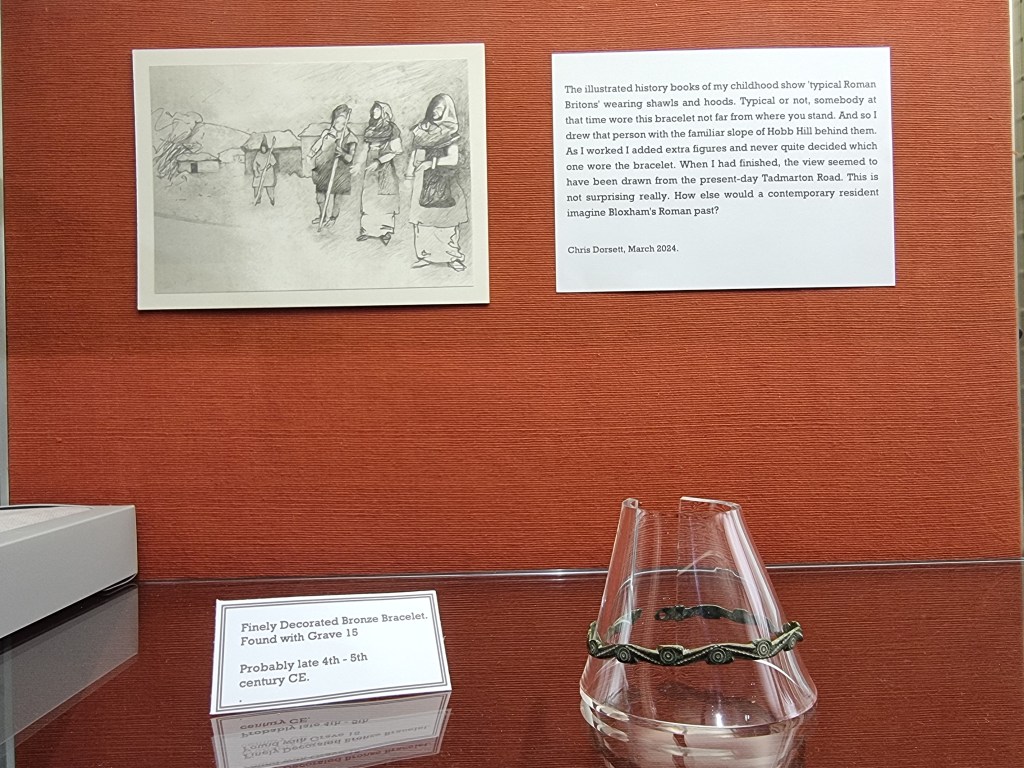 The illustrated history books of my childhood show 'typical Roman
Britons' wearing shawls and hoods. Typical or not, somebody at
that time wore this bracelet not far from where you stand. And so I
drew that person with the familiar slope of Hobb Hill behind them.
As I worked I added extra figures and never quite decided which
one wore the bracelet. When I had finished, the view seemed to
have been drawn from the present-day Tadmarton Road. This is
not surprising really. How else would a contemporary resident
imagine Bloxham's Roman past?
Chris Dorsett, March 2024.
Finely Decorated Bronze Bracelet.
Found with Grave 15
Probably late 4th - 5th
century CE.